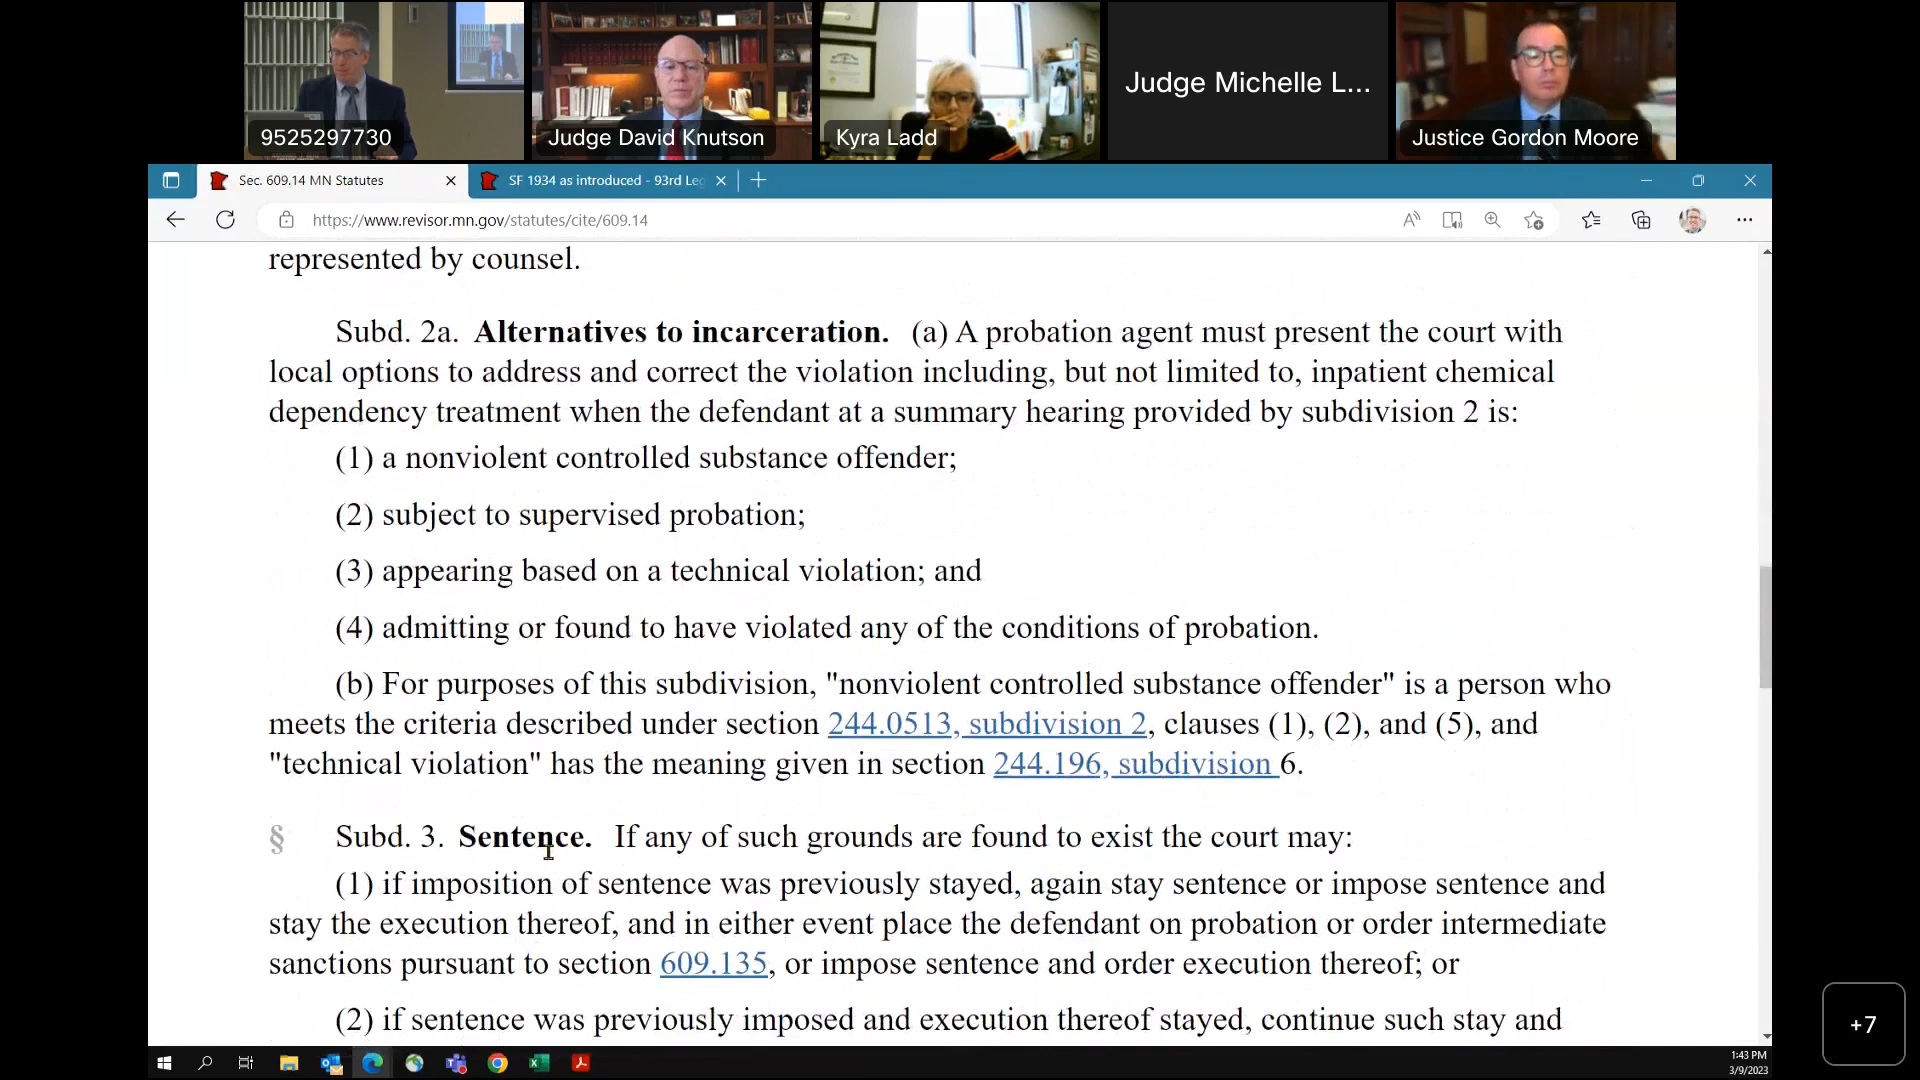 9525297730
Judge David Knutson
Kyra Ladd
Judge Michelle L...
Justice Gordon Moore
Sec. 609.14 MN Statutes
SF 1934 as introduced - 93rd Leg
https://www.revisor.mn.gov/statutes/cite/609.14
represented by counsel.
Subd. 2a. Alternatives to incarceration. (a) A probation agent must present the court with
local options to address and correct the violation including, but not limited to, inpatient chemical
dependency treatment when the defendant at a summary hearing provided by subdivision 2 is:
(1) a nonviolent controlled substance offender;
(2) subject to supervised probation;
(3) appearing based on a technical violation; and
(4) admitting or found to have violated any of the conditions of probation.
(b) For purposes of this subdivision, "nonviolent controlled substance offender" is a person who
meets the criteria described under section 244.0513, subdivision 2, clauses (1), (2), and (5), and
"technical violation" has the meaning given in section 244.196, subdivision 6.
§ Subd. 3. Sentence. If any of such grounds are found to exist the court may:
(1) if imposition of sentence was previously stayed, again stay sentence or impose sentence and
stay the execution thereof, and in either event place the defendant on probation or order intermediate
sanctions pursuant to section 609.135, or impose sentence and order execution thereof; or
(2) if sentence was previously imposed and execution thereof stayed, continue such stay and
+7
1:43 PM
3/9/2023